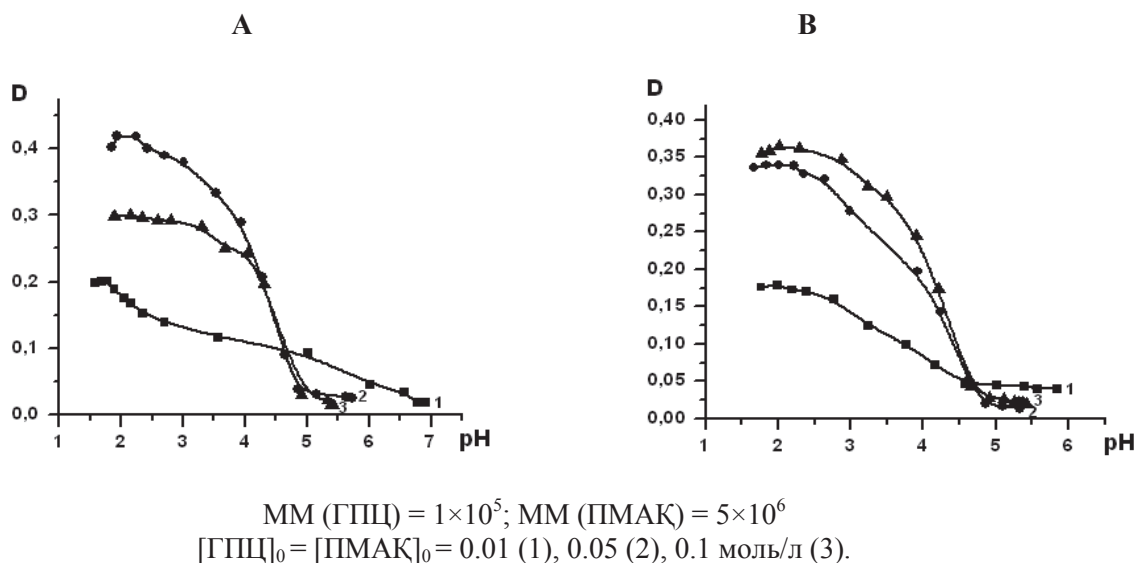 А В
D
0,4
0,3
0,2
0,1
0,0
1 2 3 4 5 6 7 pH
1
2
3
D
0,40
0,35
0,30
0,25
0,20
0,15
0,10
0,05
0,00
1 2 3 4 5 6 pH
1
3
2
ММ (ГПЦ) = 1×10⁵; ММ (ПМАҚ) = 5×10⁶
[ГПЦ]₀ = [ПМАҚ]₀ = 0.01 (1), 0.05 (2), 0.1 моль/л (3).